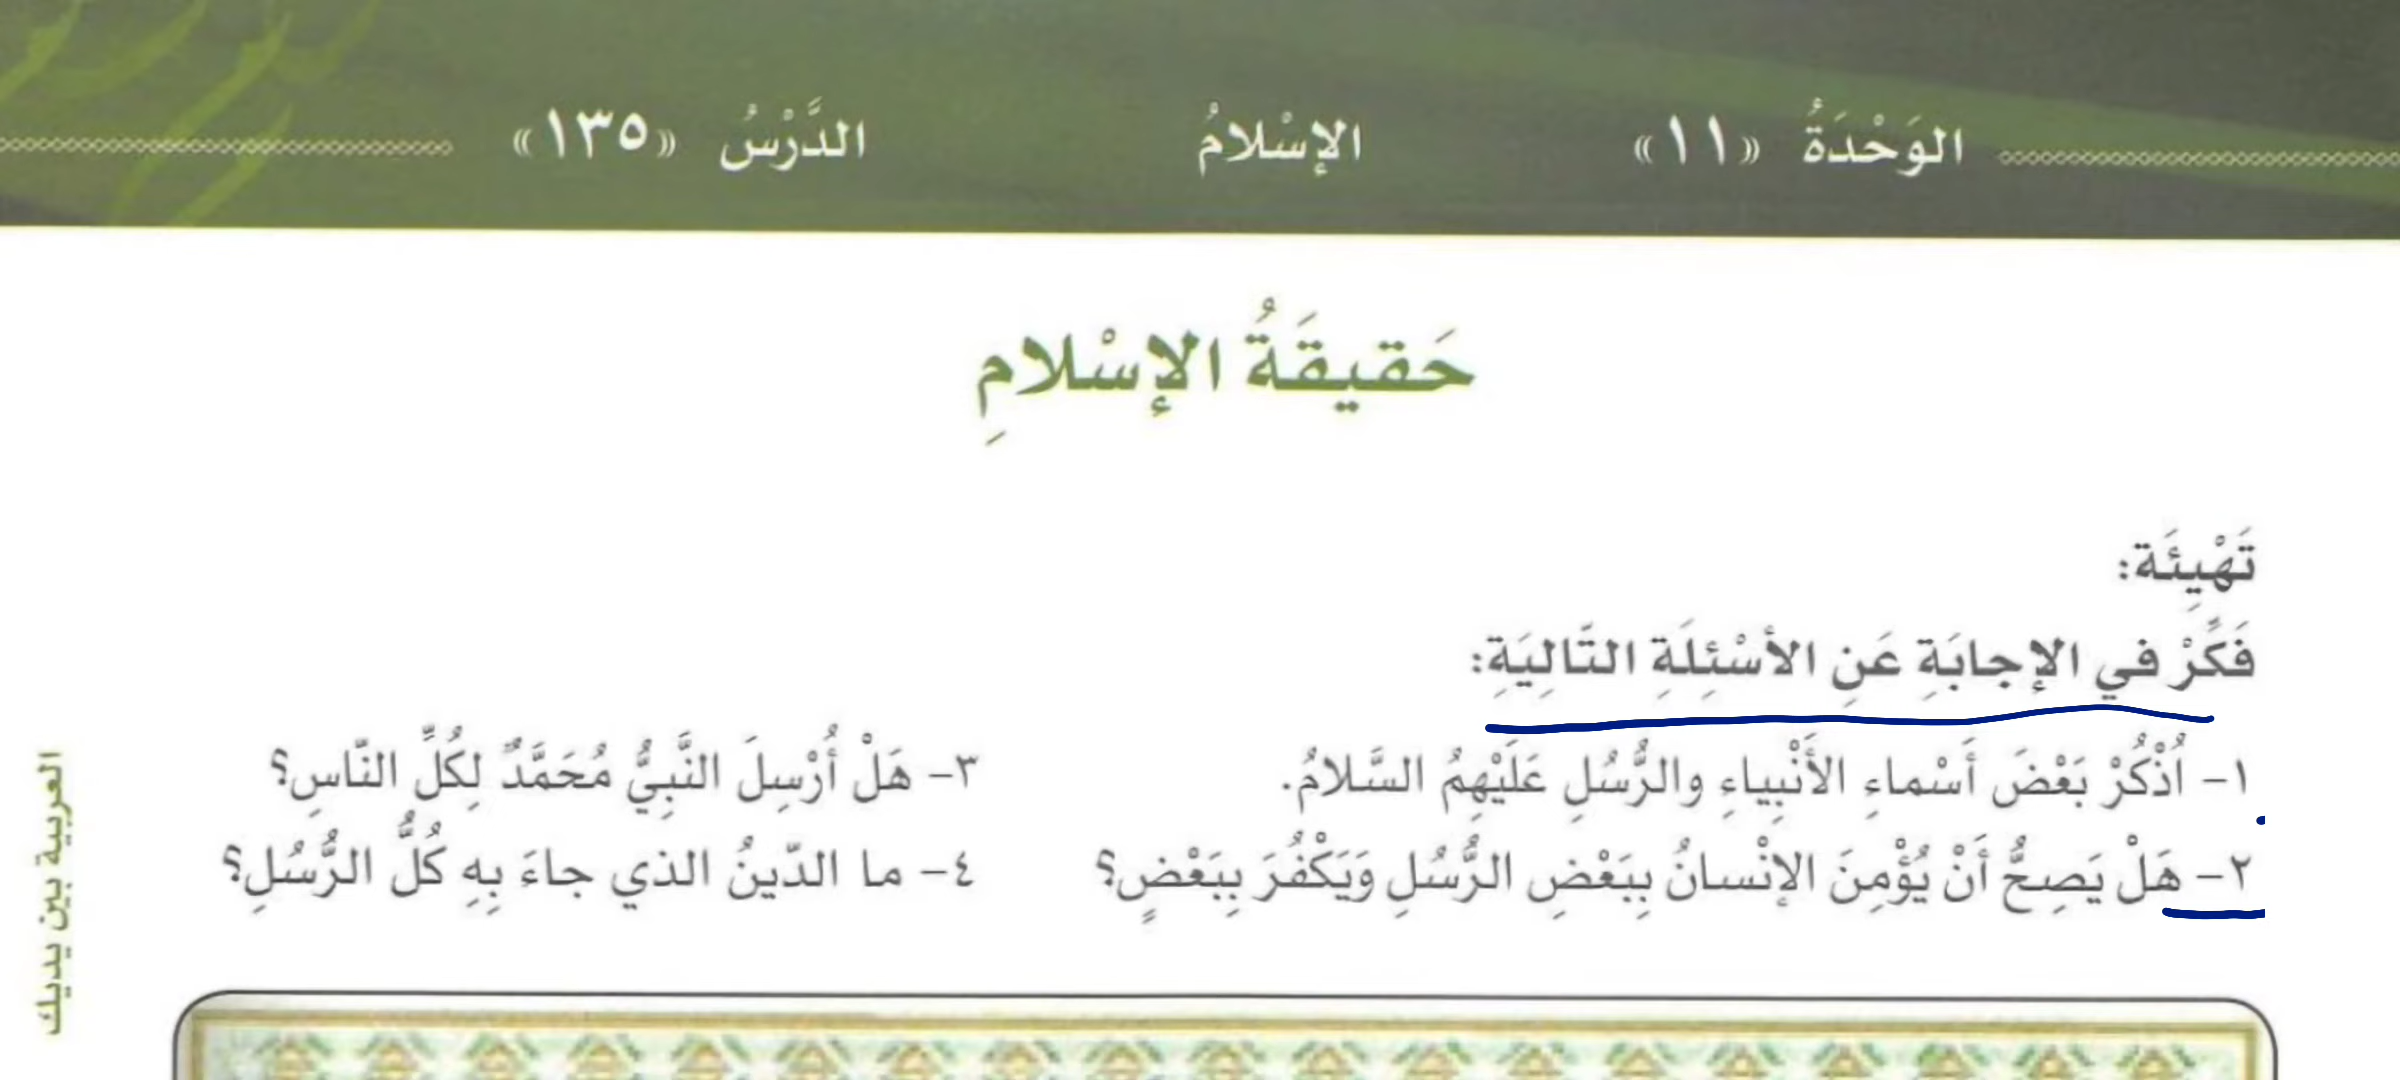 الوَحْدَةُ «١١» الإسْلامُ الدَّرْسُ «١٣٥»
حَقيقَةُ الإسْلامِ
تَهْيِئَة:
فَكِّرْ في الإجابَةِ عَنِ الأسْئِلَةِ التَّالِيَةِ:
١- اُذْكُرْ بَعْضَ أَسْماءِ الأَنْبِياءِ والرُّسُلِ عَلَيْهِمُ السَّلامُ.
٢- هَلْ يَصِحُّ أَنْ يُؤْمِنَ الإنْسانُ بِبَعْضِ الرُّسُلِ وَيَكْفُرَ بِبَعْضٍ؟
٣- هَلْ أُرْسِلَ النَّبِيُّ مُحَمَّدٌ لِكُلِّ النَّاسِ؟
٤- ما الدّينُ الذي جاءَ بِهِ كُلُّ الرُّسُلِ؟
العربية بين يديك